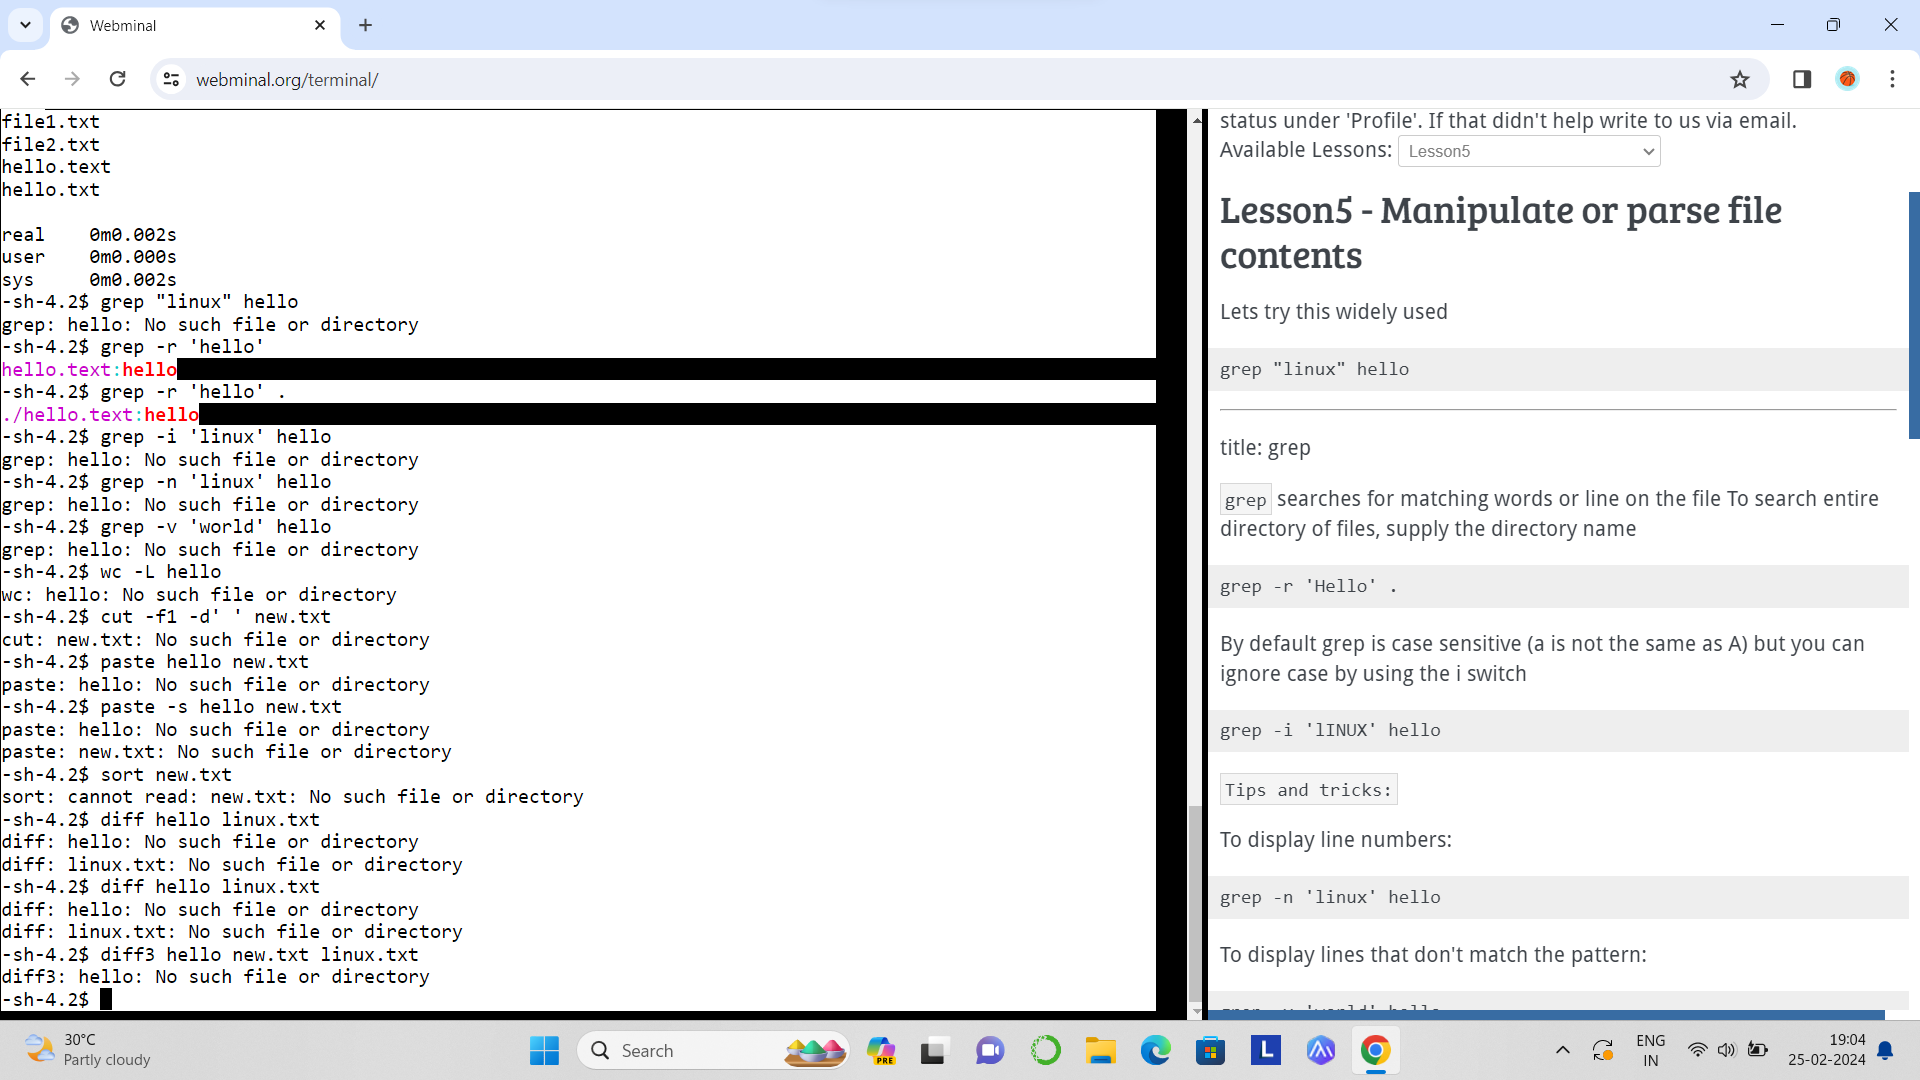 Webminal
webminal.org/terminal/
file1.txt
file2.txt
hello.text
hello.txt
real 0m0.002s
user 0m0.000s
sys 0m0.002s
-sh-4.2$ grep "linux" hello
grep: hello: No such file or directory
-sh-4.2$ grep -r 'hello'
hello.text:hello
-sh-4.2$ grep -r 'hello' .
./hello.text:hello
-sh-4.2$ grep -i 'linux' hello
grep: hello: No such file or directory
-sh-4.2$ grep -n 'linux' hello
grep: hello: No such file or directory
-sh-4.2$ grep -v 'world' hello
grep: hello: No such file or directory
-sh-4.2$ wc -L hello
wc: hello: No such file or directory
-sh-4.2$ cut -f1 -d' ' new.txt
cut: new.txt: No such file or directory
-sh-4.2$ paste hello new.txt
paste: hello: No such file or directory
-sh-4.2$ paste -s hello new.txt
paste: hello: No such file or directory
paste: new.txt: No such file or directory
-sh-4.2$ sort new.txt
sort: cannot read: new.txt: No such file or directory
-sh-4.2$ diff hello linux.txt
diff: hello: No such file or directory
diff: linux.txt: No such file or directory
-sh-4.2$ diff hello linux.txt
diff: hello: No such file or directory
diff: linux.txt: No such file or directory
-sh-4.2$ diff3 hello new.txt linux.txt
diff3: hello: No such file or directory
-sh-4.2$
status under 'Profile'. If that didn't help write to us via email.
Available Lessons: Lesson5
Lesson5 - Manipulate or parse file
contents
Lets try this widely used
grep "linux" hello
title: grep
grep searches for matching words or line on the file To search entire
directory of files, supply the directory name
grep -r 'Hello' .
By default grep is case sensitive (a is not the same as A) but you can
ignore case by using the i switch
grep -i 'lINUX' hello
Tips and tricks:
To display line numbers:
grep -n 'linux' hello
To display lines that don't match the pattern:
grep -v 'world' hello
30°C
Partly cloudy
Search
PRE
L
ENG
IN
19:04
25-02-2024